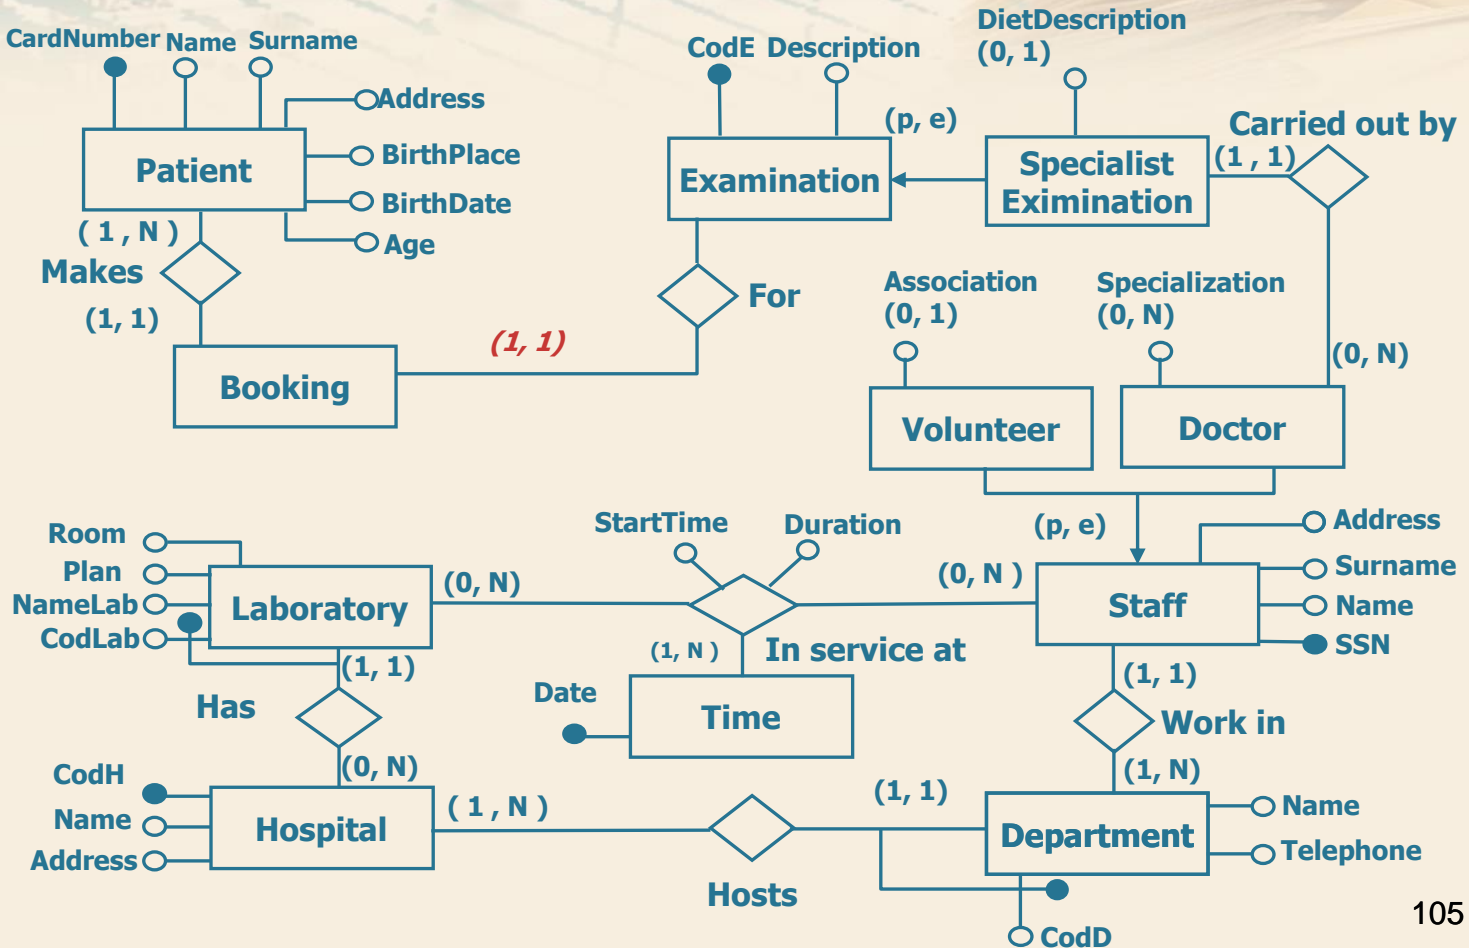 DietDescription
(0, 1)
CardNumber Name Surname
CodE Description
Address
(p, e)
Carried out by
Patient
BirthPlace
Examination
Specialist
Eximination
(1 , 1)
BirthDate
( 1 , N )
Age
Makes
(1, 1)
For
Association
(0, 1)
Specialization
(0, N)
(1, 1)
(0, N)
Booking
Volunteer
Doctor
Room
StartTime
Duration
(p, e)
Address
Plan
(0, N)
(0, N )
Surname
NameLab
Laboratory
Staff
Name
CodLab
SSN
(1, 1)
(1, N )
In service at
(1, 1)
Has
Date
Time
Work in
CodH
(0, N)
(1, N)
Name
Hospital
( 1 , N )
(1, 1)
Department
Name
Address
Telephone
Hosts
CodD
105